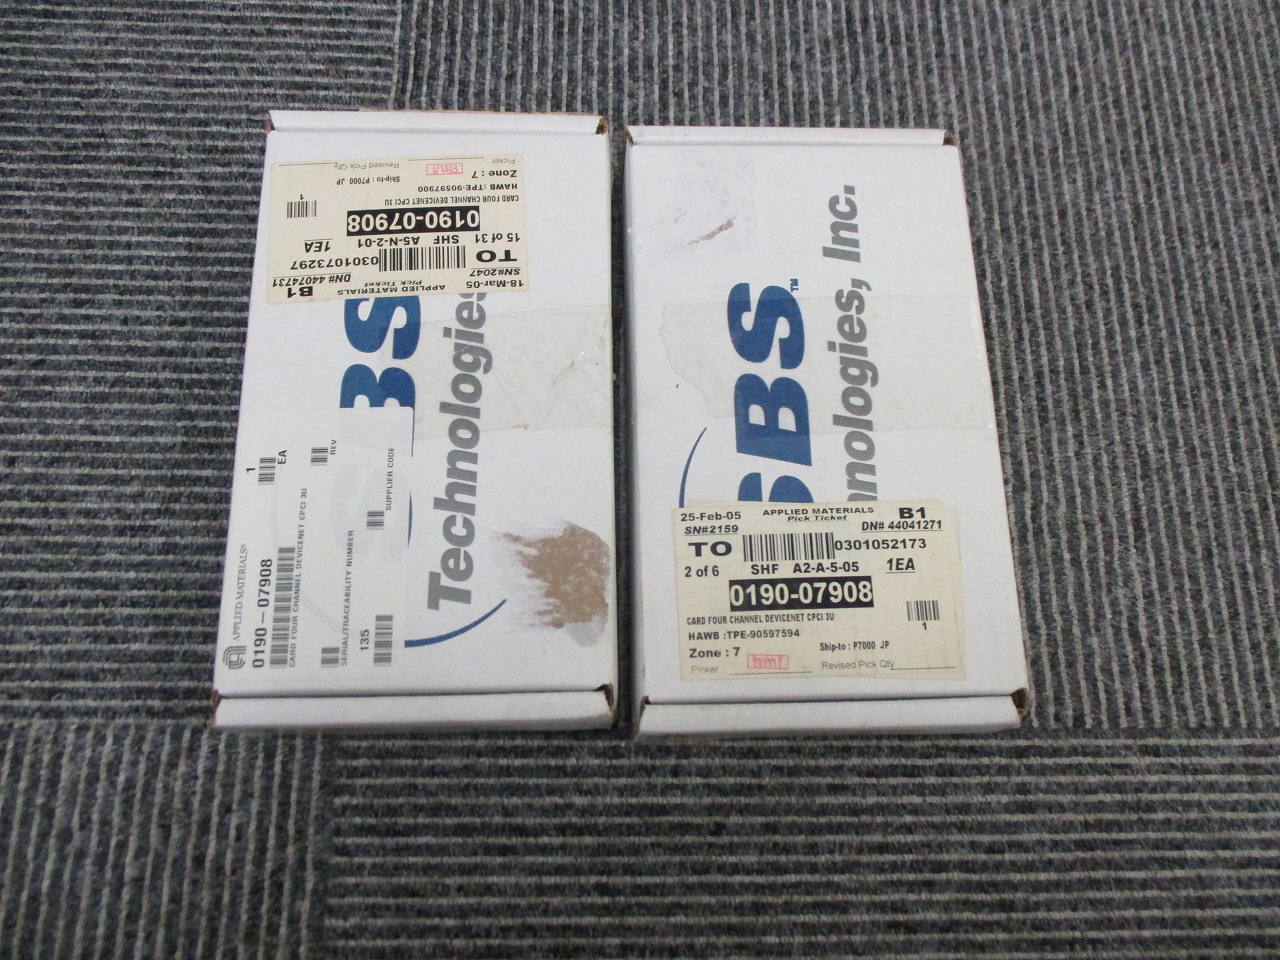 18-Mar-05 APPLIED MATERIALS B1
SN#2047 Pick Ticket DN# 44074731
TO 0301073297
15 of 31 SHF A5-N-2-01 1EA
0190-07908
CARD FOUR CHANNEL DEVICENET CPCI 3U
HAWB :TPE-90597900 1
Zone : 7 Ship-to : P7000 JP
Picker Revised Pick Qty
BS
Technologies
APPLIED MATERIALS®
0190-07908 1 EA
CARD FOUR CHANNEL DEVICENET CPCI 3U REV
SERIAL/TRACEABILITY NUMBER SUPPLIER CODE
135
SBS™
nologies, Inc.
25-Feb-05 APPLIED MATERIALS B1
SN#2159 Pick Ticket DN# 44041271
TO 0301052173
2 of 6 SHF A2-A-5-05 1EA
0190-07908
CARD FOUR CHANNEL DEVICENET CPCI 3U
HAWB :TPE-90597594 1
Zone : 7 Ship-to : P7000 JP
Picker Revised Pick Qty